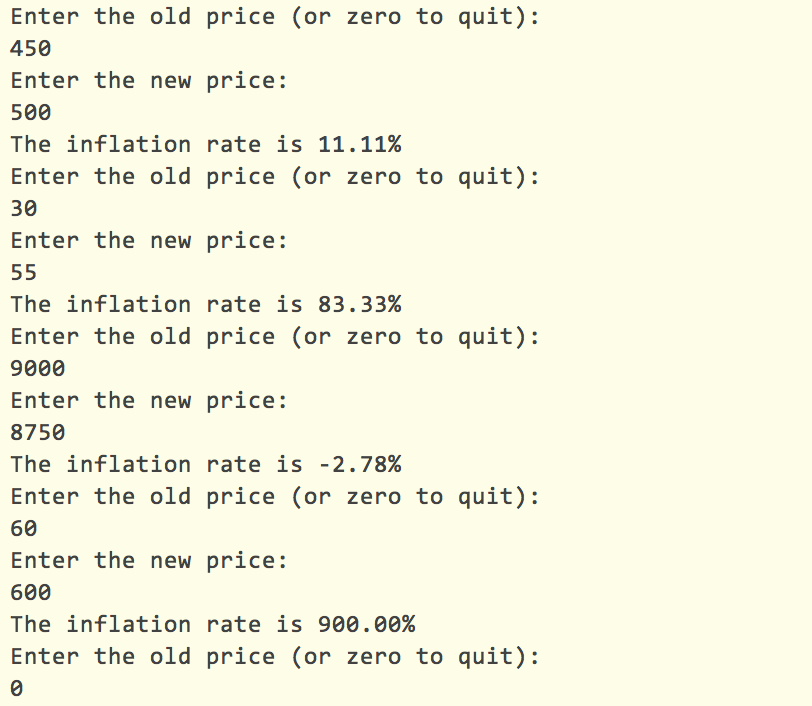 Enter the old price (or zero to quit):
450
Enter the new price:
500
The inflation rate is 11.11%
Enter the old price (or zero to quit):
30
Enter the new price:
55
The inflation rate is 83.33%
Enter the old price (or zero to quit):
9000
Enter the new price:
8750
The inflation rate is -2.78%
Enter the old price (or zero to quit):
60
Enter the new price:
600
The inflation rate is 900.00%
Enter the old price (or zero to quit):
0